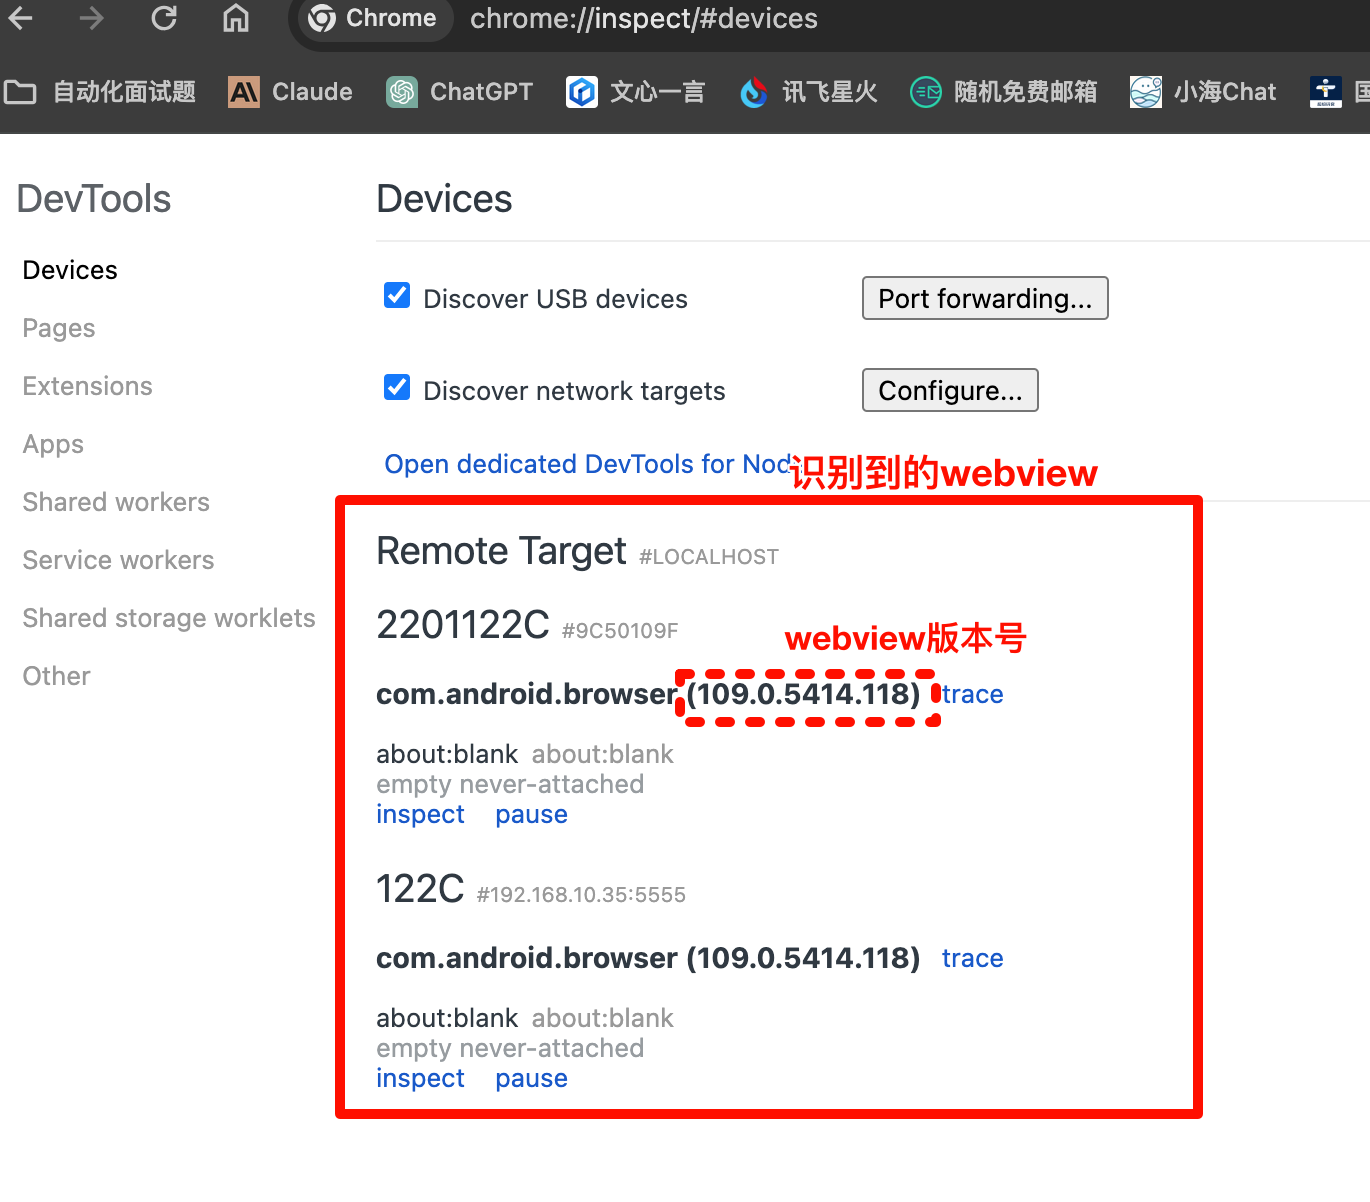 Chrome chrome://inspect/#devices
自动化面试题 Claude ChatGPT 文心一言 讯飞星火 随机免费邮箱 小海Chat
DevTools
Devices
Pages
Extensions
Apps
Shared workers
Service workers
Shared storage worklets
Other
Devices
Discover USB devices Port forwarding...
Discover network targets Configure...
Open dedicated DevTools for
识别到的webview
Remote Target #LOCALHOST
2201122C #9C50109F
webview版本号
com.android.browser (109.0.5414.118) trace
about:blank about:blank
empty never-attached
inspect pause
122C #192.168.10.35:5555
com.android.browser (109.0.5414.118) trace
about:blank about:blank
empty never-attached
inspect pause